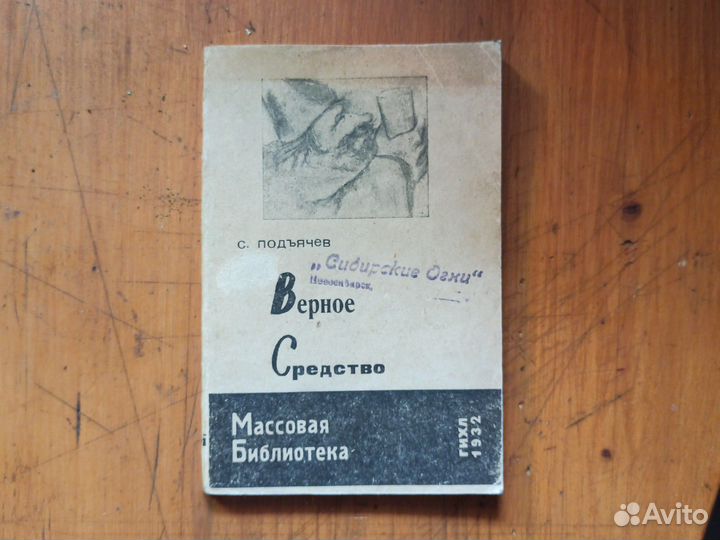 С. ПОДЪЯЧЕВ
„Сибирские Огни"
Новосибирск,
Верное
Средство
Массовая
Библиотека
ГИХЛ
1932
Avito